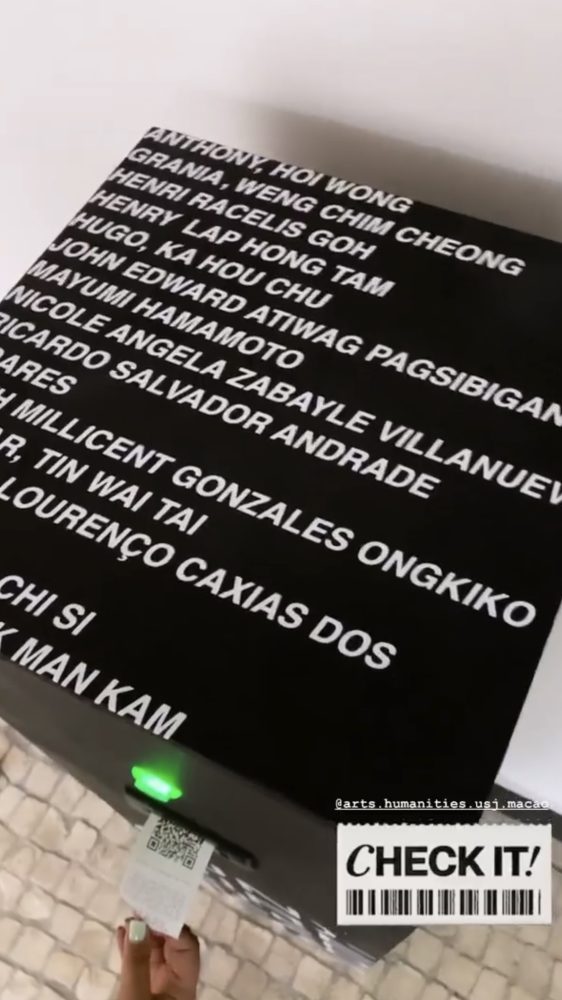 ANTHONY, HOI WONG
GRANIA, WENG CHIM CHEONG
HENRI RACELIS GOH
HENRY LAP HONG TAM
HUGO, KA HOU CHU
JOHN EDWARD ATIWAG PAGSIBIGAN
MAYUMI HAMAMOTO
NICOLE ANGELA ZABAYLE VILLANUEV
RICARDO SALVADOR ANDRADE
MILLICENT GONZALES ONGKIKO
TIN WAI TAI
LOURENÇO CAXIAS DOS
CHI SI
MAN KAM
@arts.humanities.usj.macao
CHECK IT!